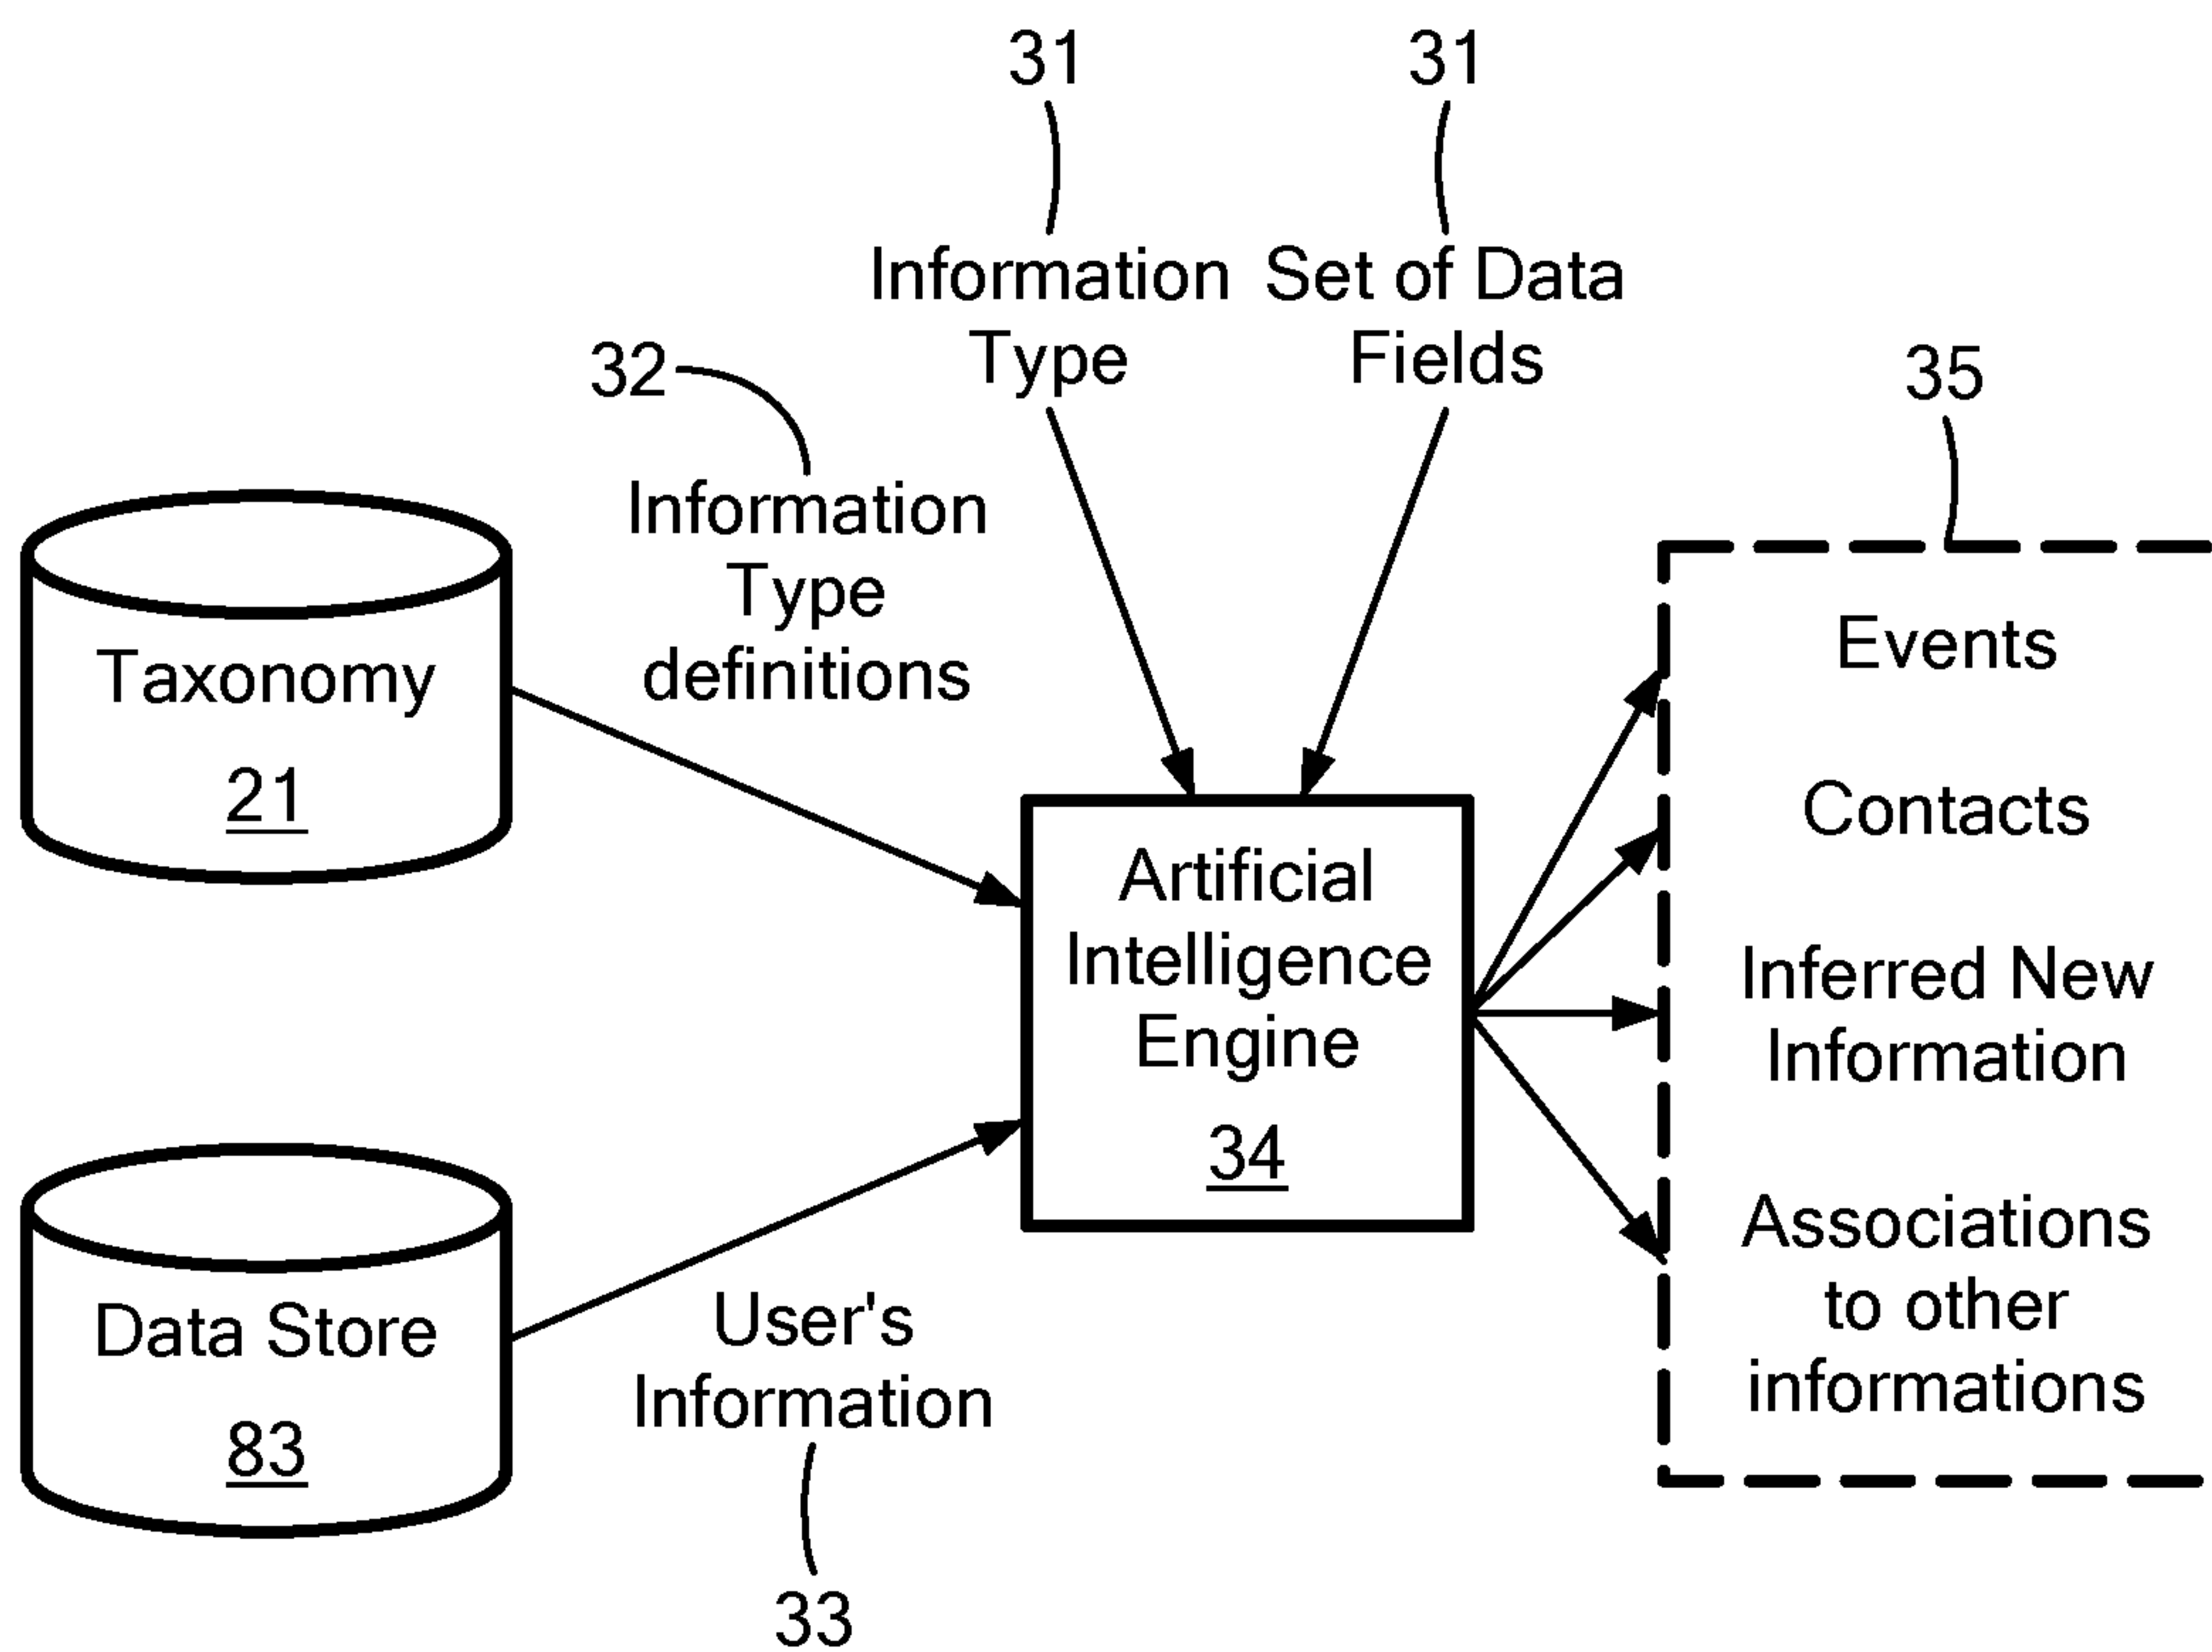 31
31
Information
Type
Set of Data
Fields
32
Information
Type
definitions
35
Taxonomy
21
Artificial
Intelligence
Engine
34
Events
Contacts
Inferred New
Information
Associations
to other
informations
Data Store
83
User's
Information
33